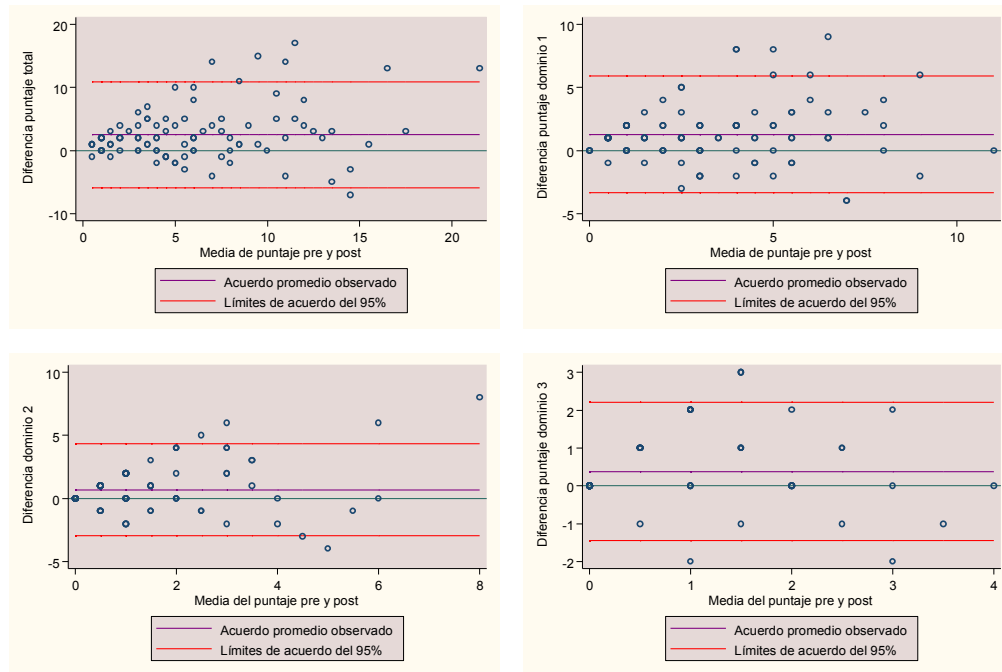 Diferencia puntaje total
20
10
0
-10
0
5
10
15
20
Media de puntaje pre y post
Acuerdo promedio observado
Límites de acuerdo del 95%
Diferencia puntaje dominio 1
10
5
0
-5
0
5
10
Media de puntaje pre y post
Acuerdo promedio observado
Límites de acuerdo del 95%
Diferencia dominio 2
10
5
0
-5
0
2
4
6
8
Media del puntaje pre y post
Acuerdo promedio observado
Límites de acuerdo del 95%
Diferencia puntaje dominio 3
3
2
1
0
-1
-2
0
1
2
3
4
Media del puntaje pre y post
Acuerdo promedio observado
Límites de acuerdo del 95%